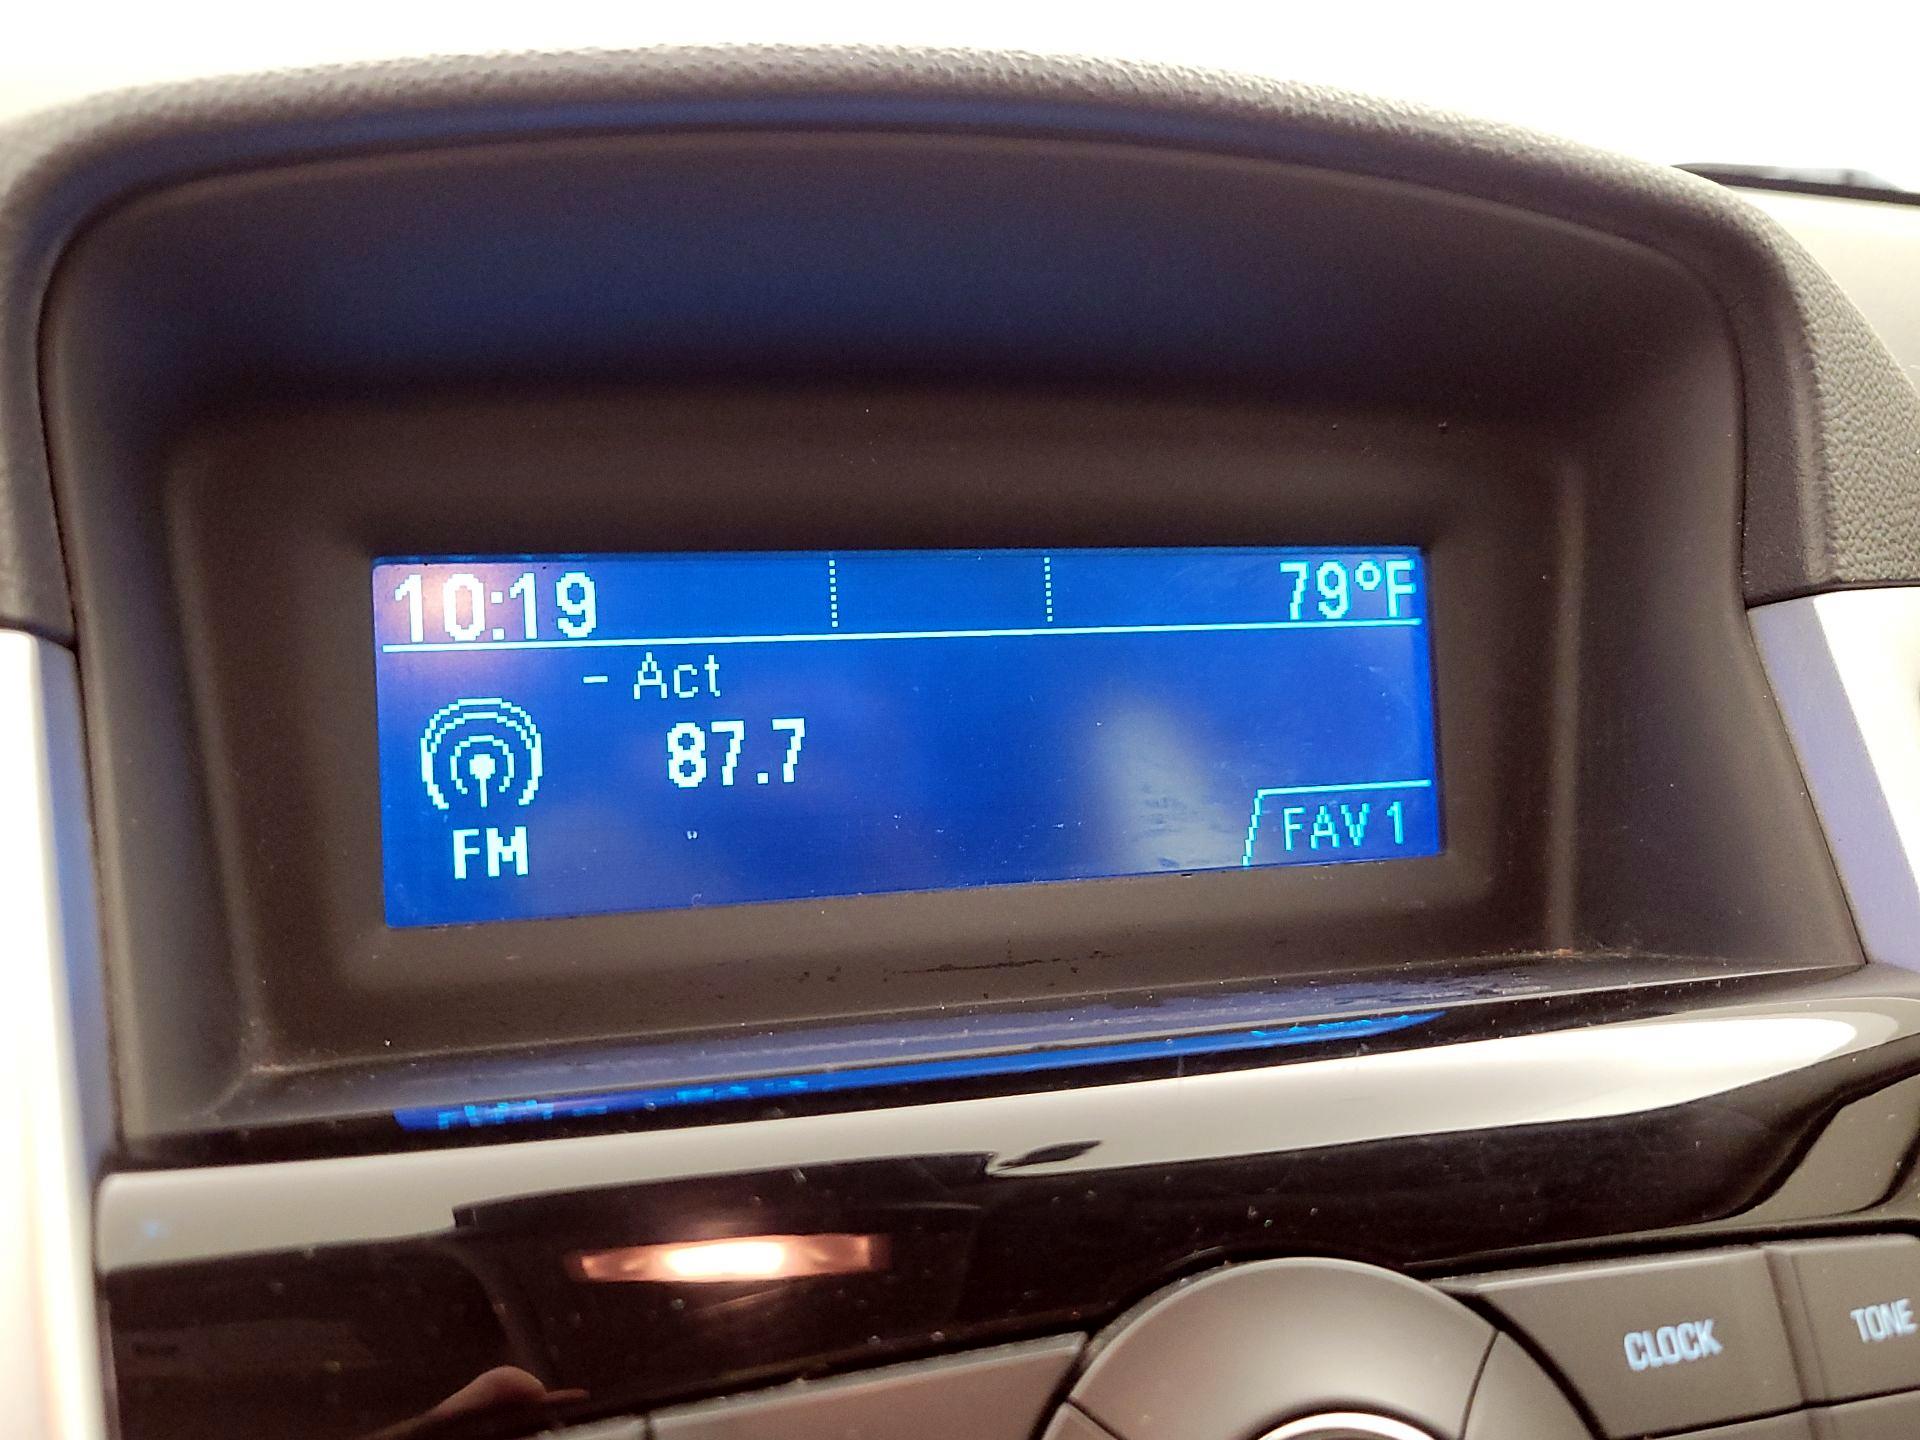 10:19 79°F
- Act
87.7
FM
FAV 1
CLOCK
TONE